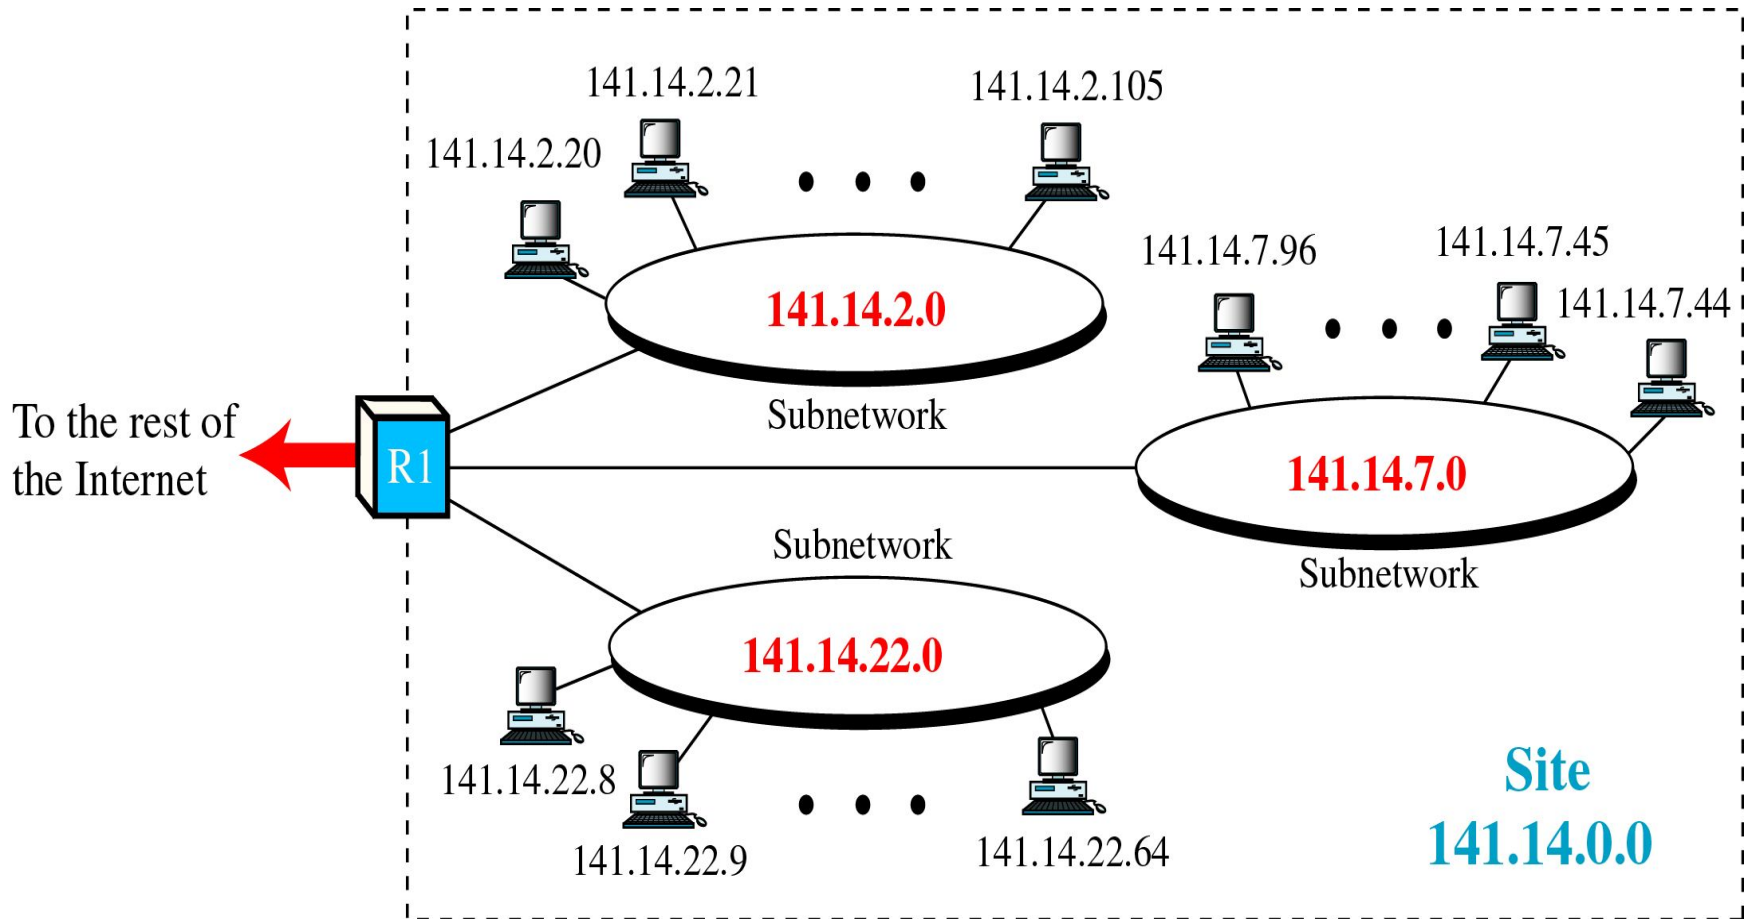 141.14.2.21
141.14.2.105
141.14.2.20
141.14.7.96
141.14.7.45
141.14.7.44
141.14.2.0
Subnetwork
To the rest of
the Internet
R1
141.14.7.0
Subnetwork
Subnetwork
141.14.22.0
141.14.22.8
141.14.22.9
141.14.22.64
Site
141.14.0.0